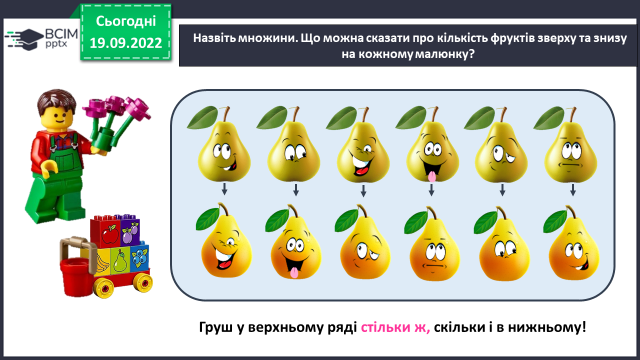 ВСІМ
pptx
Сьогодні
19.09.2022
Назвіть множини. Що можна сказати про кількість фруктів зверху та знизу
на кожному малюнку?
Груш у верхньому ряді стільки ж, скільки і в нижньому!